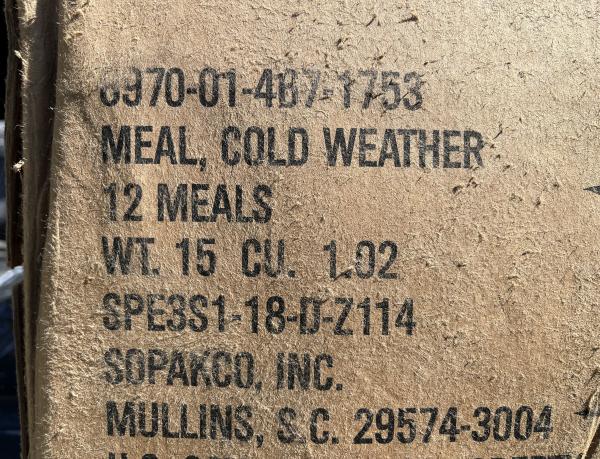 8970-01-487-1753
MEAL, COLD WEATHER
12 MEALS
WT. 15 CU. 1.02
SPE3S1-18-D-Z114
SOPAKCO, INC.
MULLINS, S.C. 29574-3004